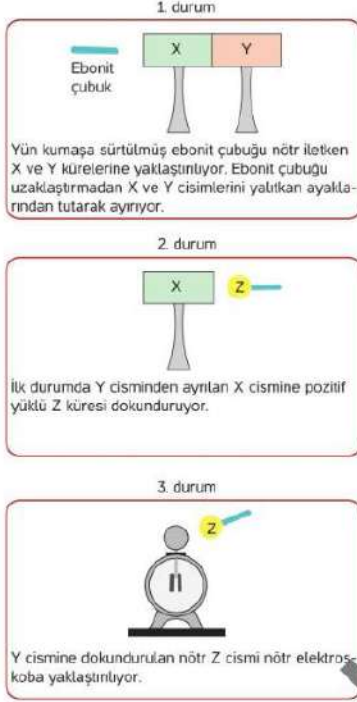 1. durum
X
Y
Ebonit
çubuk
Yün kumaşa sürtülmüş ebonit çubuğu nötr iletken
X ve Y kürelerine yaklaştırılıyor. Ebonit çubuğu
uzaklaştırmadan X ve Y cisimlerini yalıtkan ayakla-
rından tutarak ayırıyor.
2. durum
X
Z
İlk durumda Y cisminden ayrılan X cismine pozitif
yüklü Z küresi dokunduruyor.
3. durum
Z
Y cismine dokundurulan nötr Z cismi nötr elektros-
koba yaklaştırılıyor.